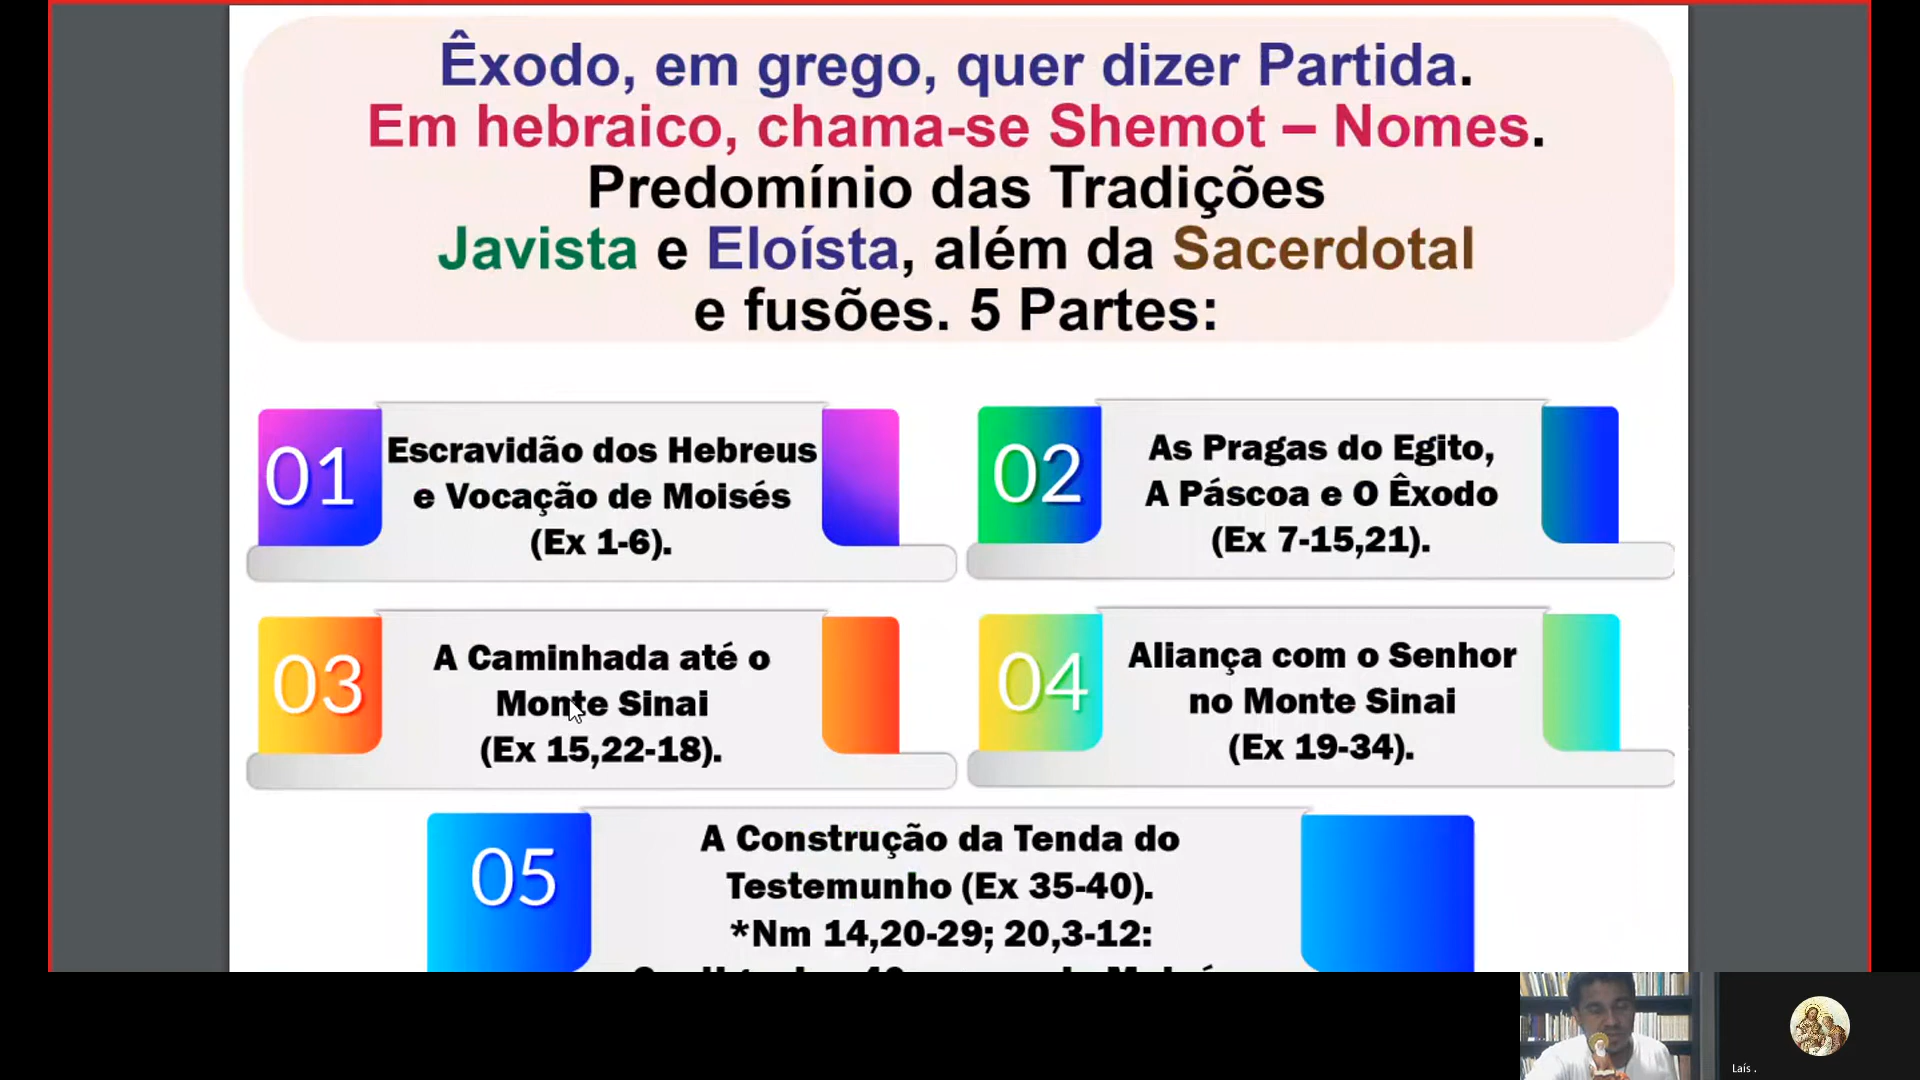 Êxodo, em grego, quer dizer Partida.
Em hebraico, chama-se Shemot – Nomes.
Predomínio das Tradições
Javista e Eloísta, além da Sacerdotal
e fusões. 5 Partes:
01
Escravidão dos Hebreus
e Vocação de Moisés
(Ex 1-6).
02
As Pragas do Egito,
A Páscoa e O Êxodo
(Ex 7-15,21).
03
A Caminhada até o
Monte Sinai
(Ex 15,22-18).
04
Aliança com o Senhor
no Monte Sinai
(Ex 19-34).
05
A Construção da Tenda do
Testemunho (Ex 35-40).
*Nm 14,20-29; 20,3-12:
Laís .